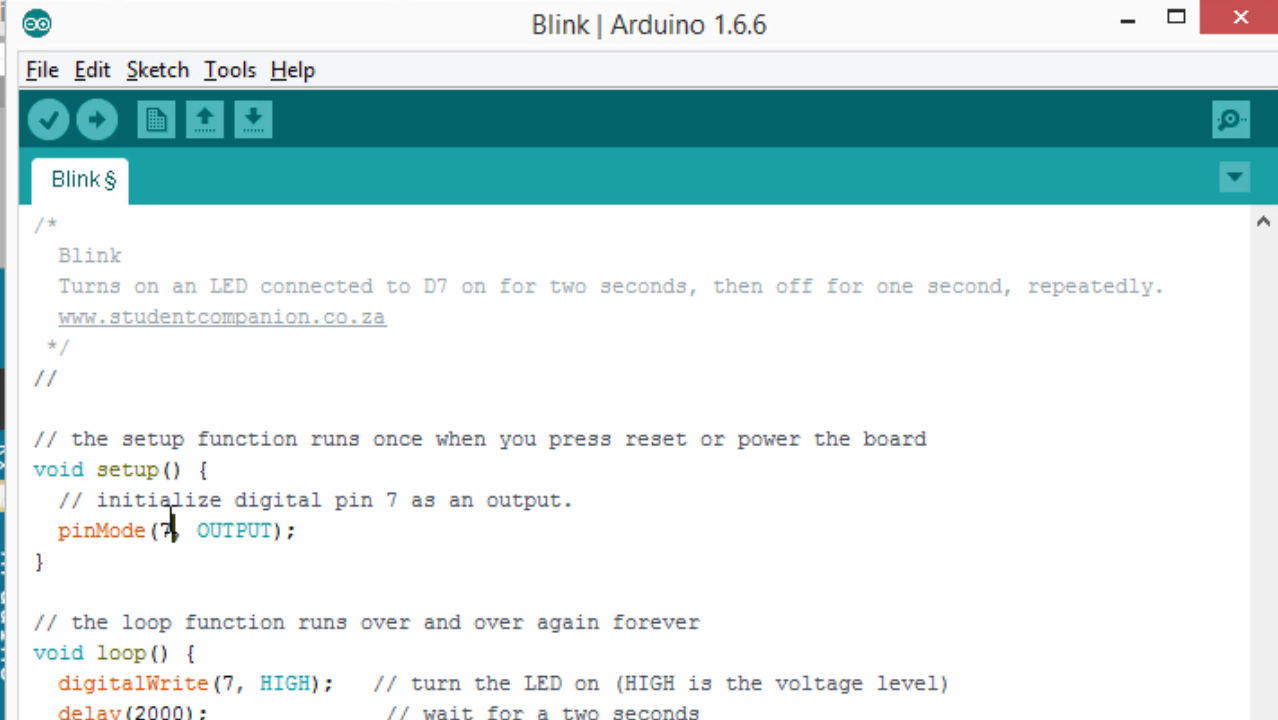 Blink | Arduino 1.6.6
File Edit Sketch Tools Help
Blink §
/*
Blink
Turns on an LED connected to D7 on for two seconds, then off for one second, repeatedly.
www.studentcompanion.co.za
*/
//
// the setup function runs once when you press reset or power the board
void setup() {
// initialize digital pin 7 as an output.
pinMode(7, OUTPUT);
}
// the loop function runs over and over again forever
void loop() {
digitalWrite(7, HIGH); // turn the LED on (HIGH is the voltage level)
delay(2000); // wait for a two seconds